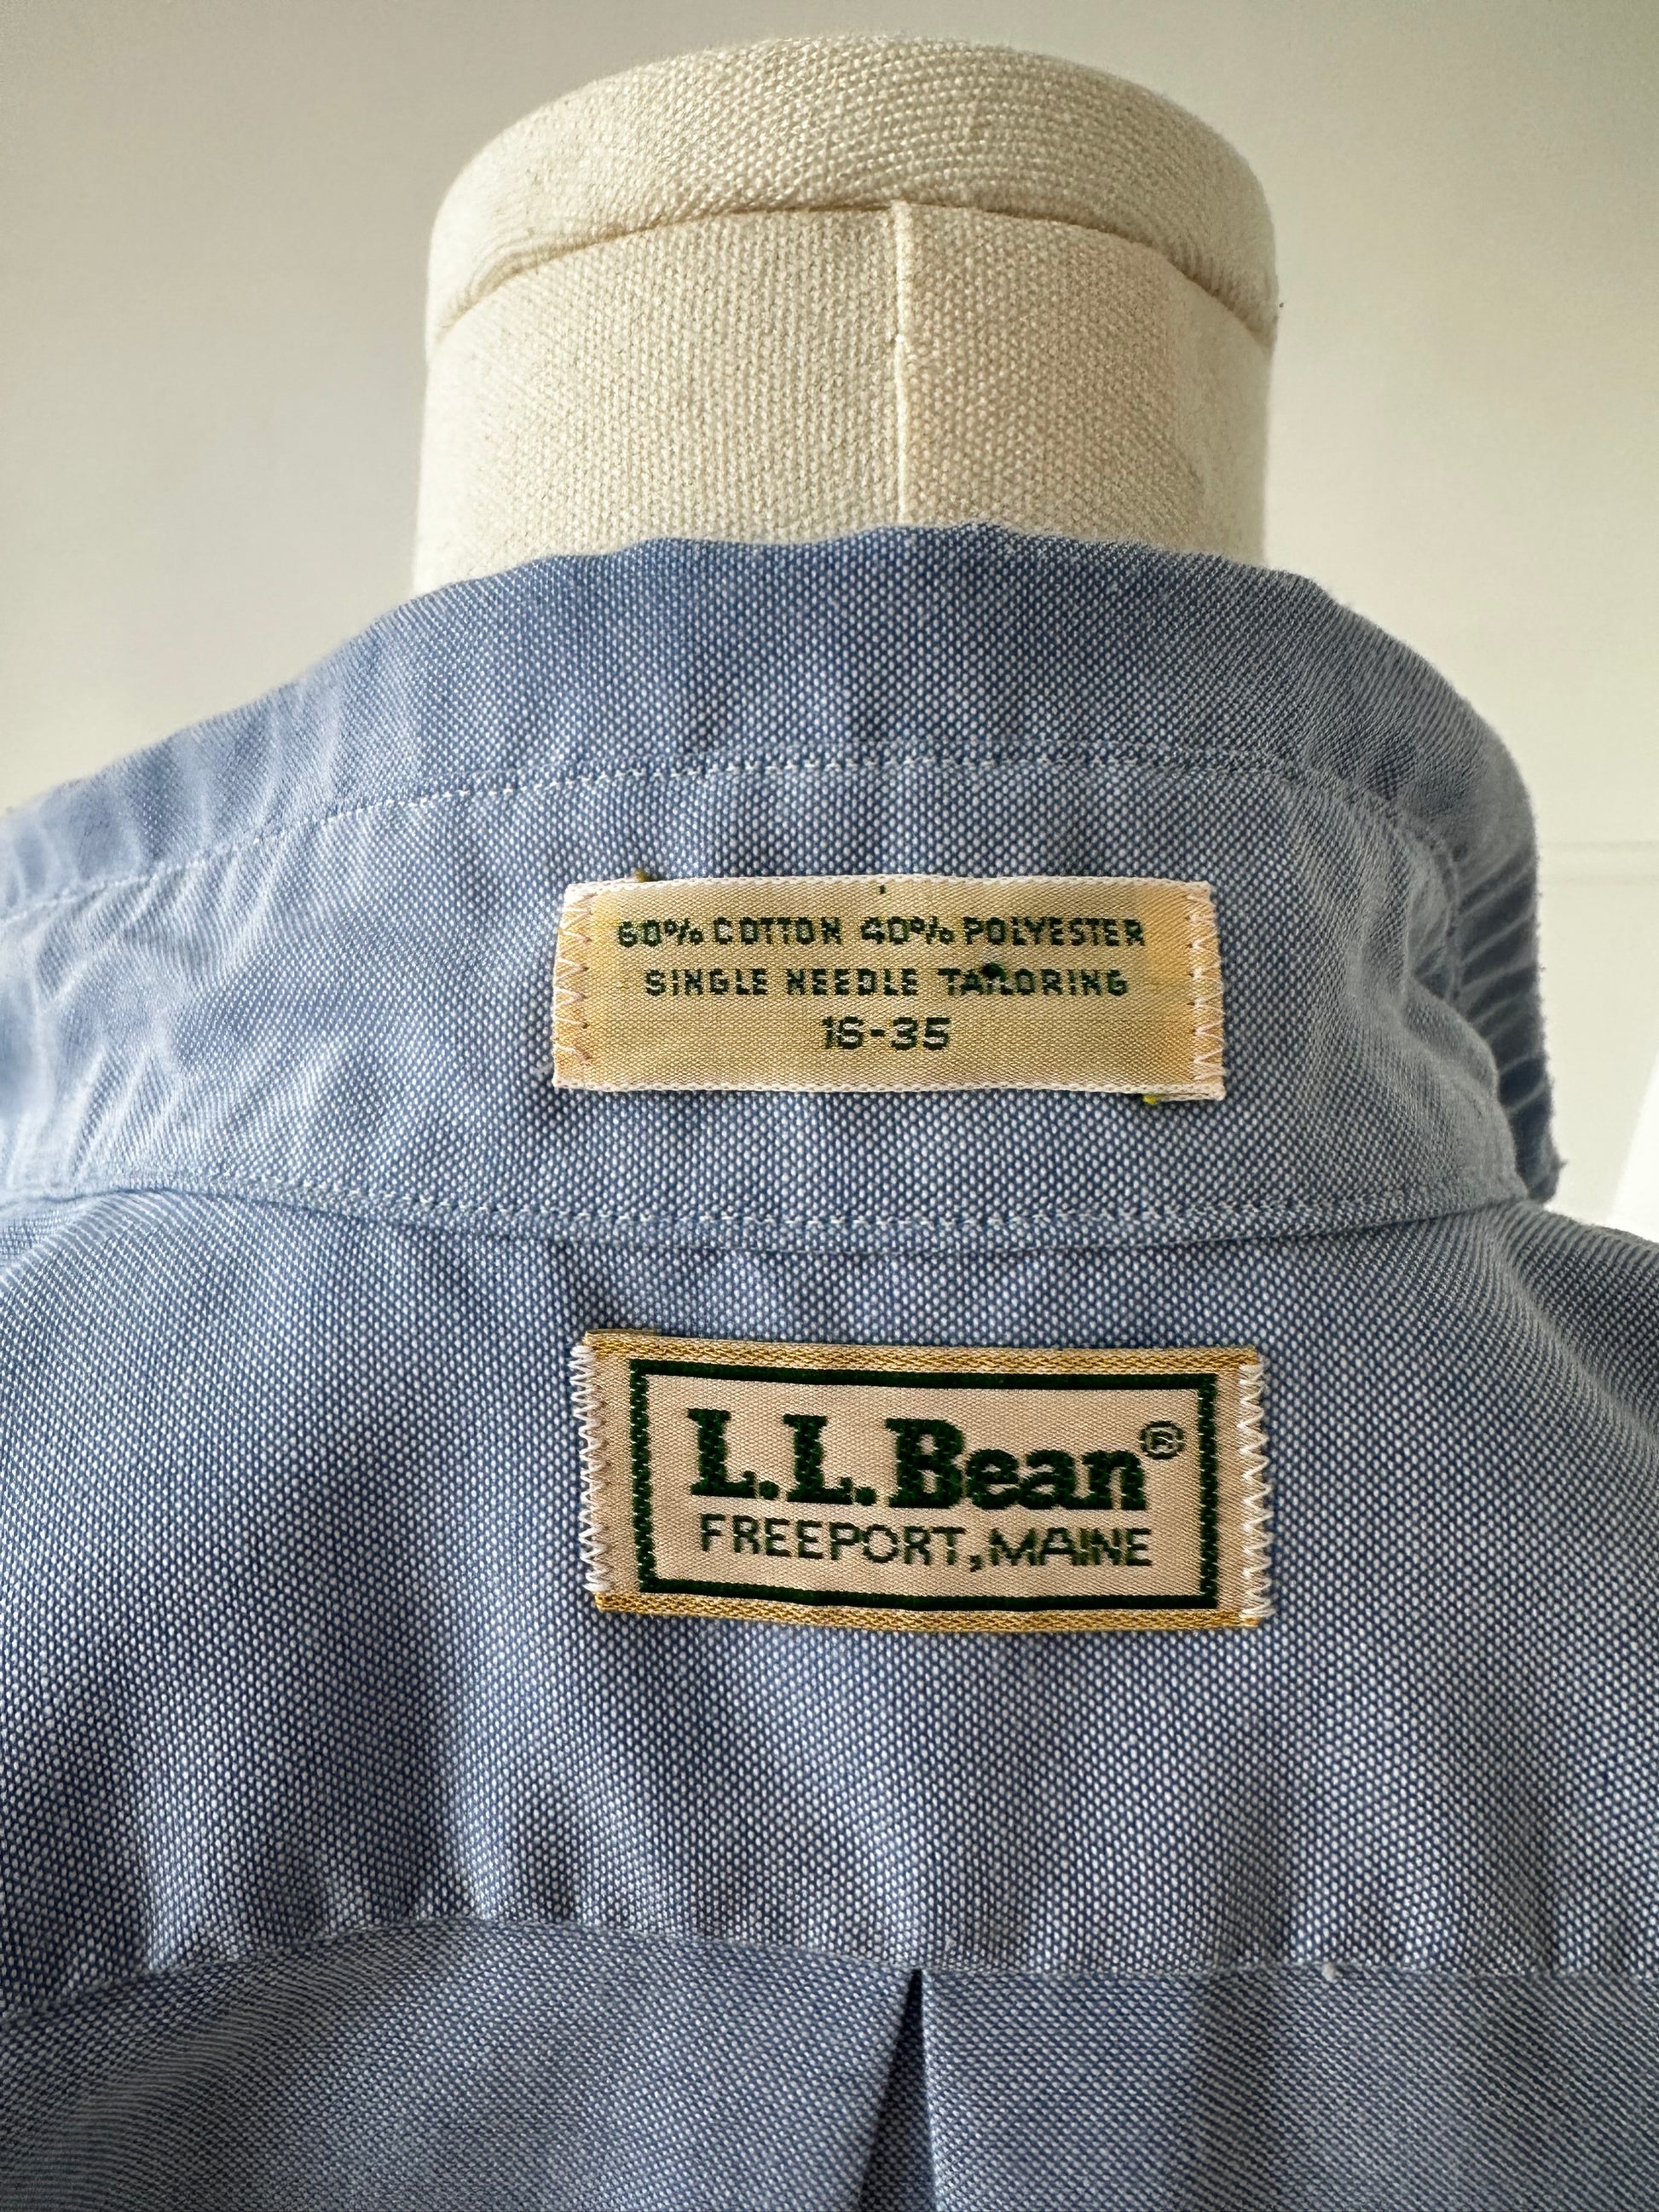 60% COTTON 40% POLYESTER
SINGLE NEEDLE TAILORING
16-35
L.L.Bean®
FREEPORT, MAINE